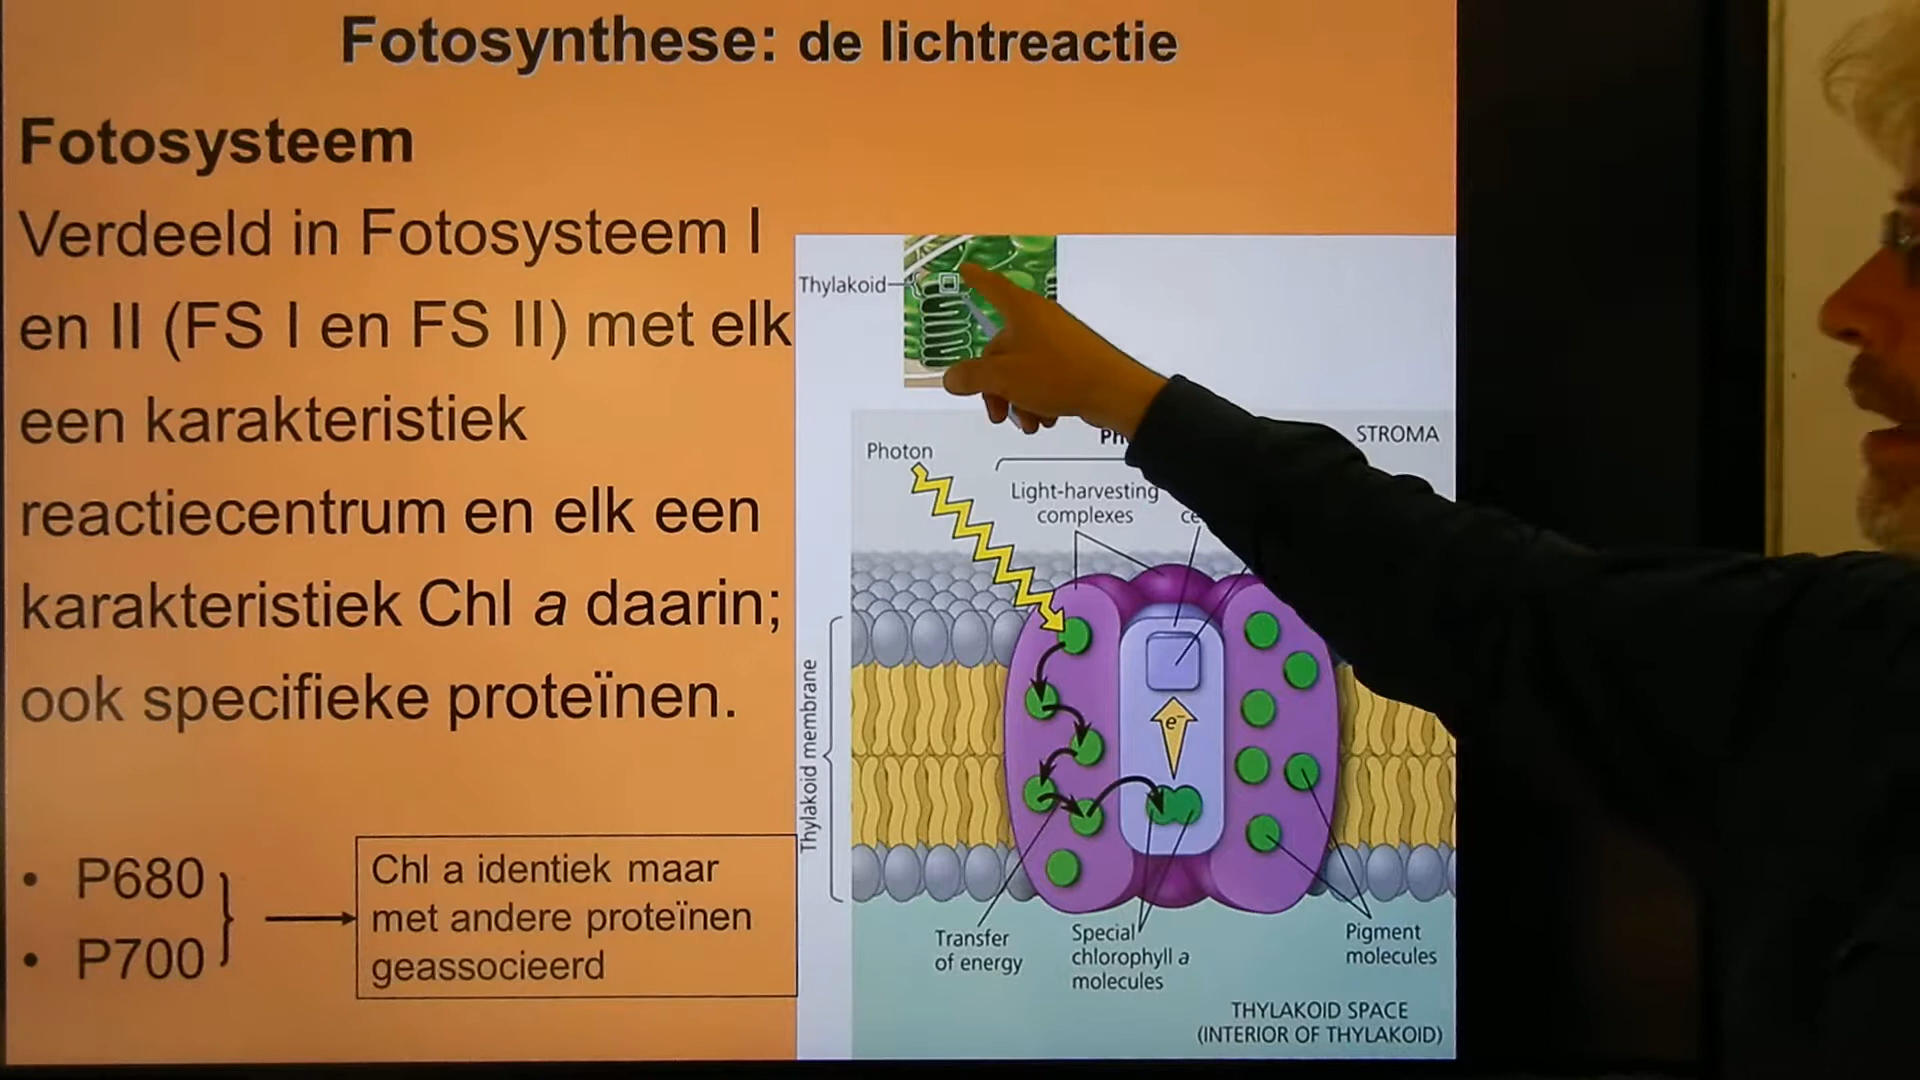 Fotosynthese: de lichtreactie
Fotosysteem
Verdeeld in Fotosysteem I
en II (FS I en FS II) met elk
een karakteristiek
reactiecentrum en elk een
karakteristiek Chl a daarin;
ook specifieke proteïnen.
• P680
• P700
Chl a identiek maar
met andere proteïnen
geassocieerd
Thylakoid
Photon
STROMA
Light-harvesting
complexes
Thylakoid membrane
e⁻
Transfer
of energy
Special
chlorophyll a
molecules
Pigment
molecules
THYLAKOID SPACE
(INTERIOR OF THYLAKOID)